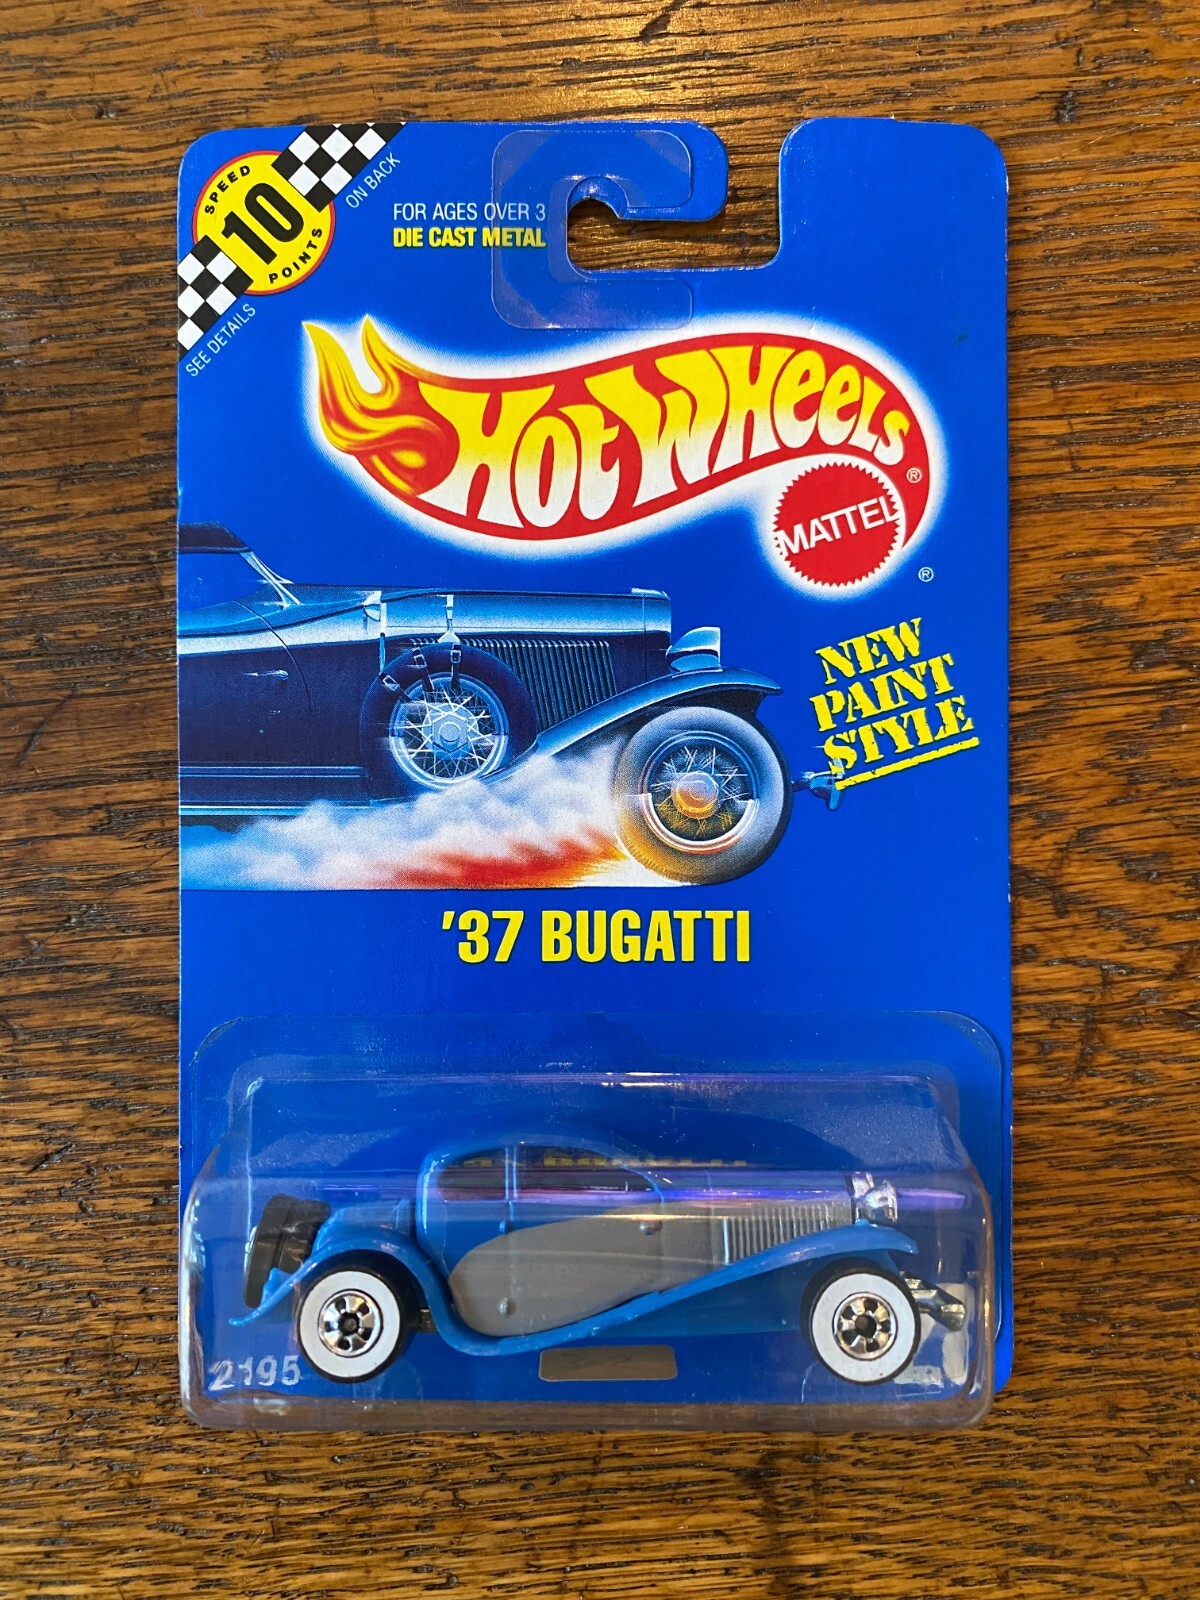 SPEED
10
POINTS
ON BACK
SEE DETAILS
FOR AGES OVER 3
DIE CAST METAL
HOT WHEELS®
MATTEL
®
NEW
PAINT
STYLE
'37 BUGATTI
2195